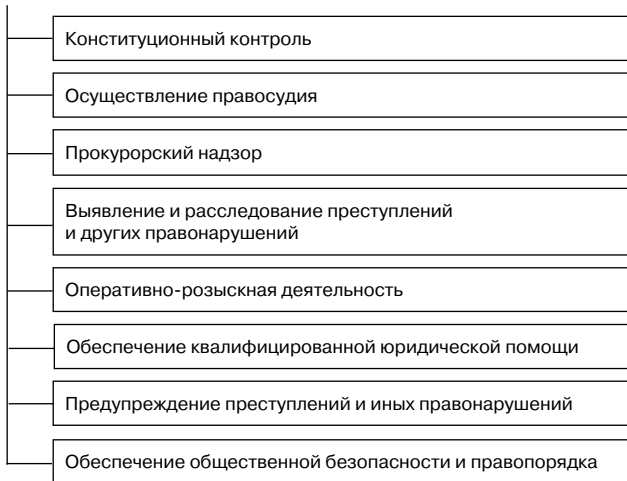 Конституционный контроль
Осуществление правосудия
Прокурорский надзор
Выявление и расследование преступлений
и других правонарушений
Оперативно-розыскная деятельность
Обеспечение квалифицированной юридической помощи
Предупреждение преступлений и иных правонарушений
Обеспечение общественной безопасности и правопорядка